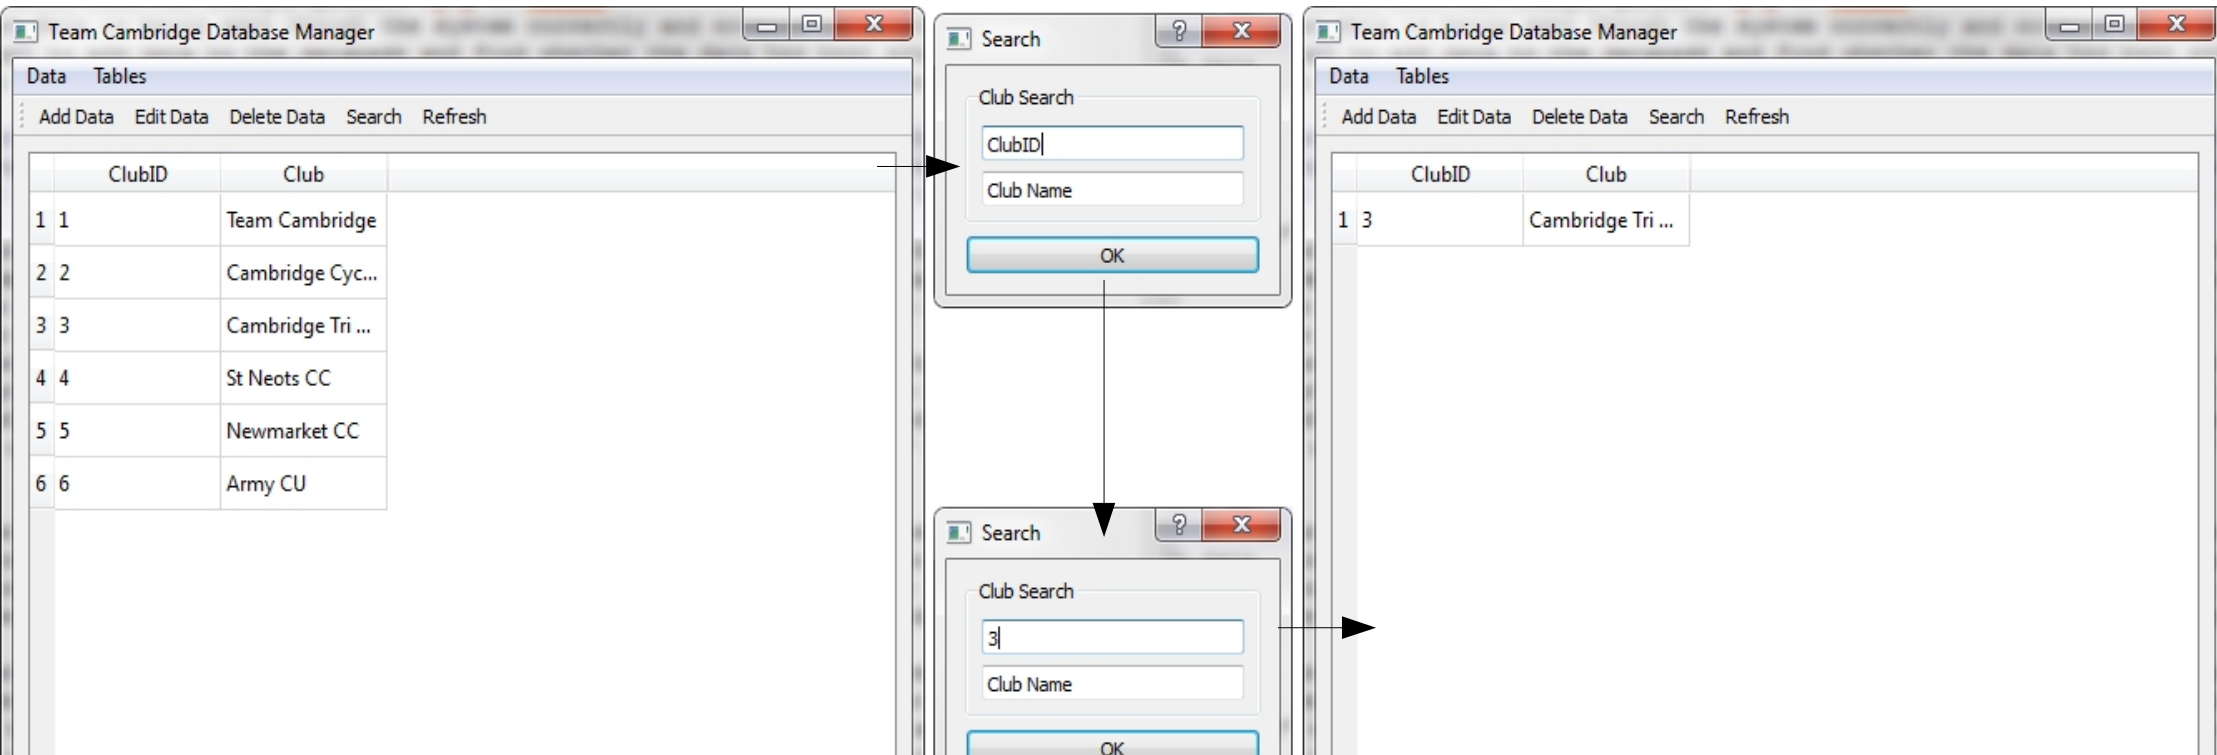 Team Cambridge Database Manager
Data Tables
Add Data Edit Data Delete Data Search Refresh
ClubID Club
1 1 Team Cambridge
2 2 Cambridge Cyc...
3 3 Cambridge Tri ...
4 4 St Neots CC
5 5 Newmarket CC
6 6 Army CU
Search
Club Search
ClubID
Club Name
OK
Search
Club Search
3
Club Name
OK
Team Cambridge Database Manager
Data Tables
Add Data Edit Data Delete Data Search Refresh
ClubID Club
1 3 Cambridge Tri ...